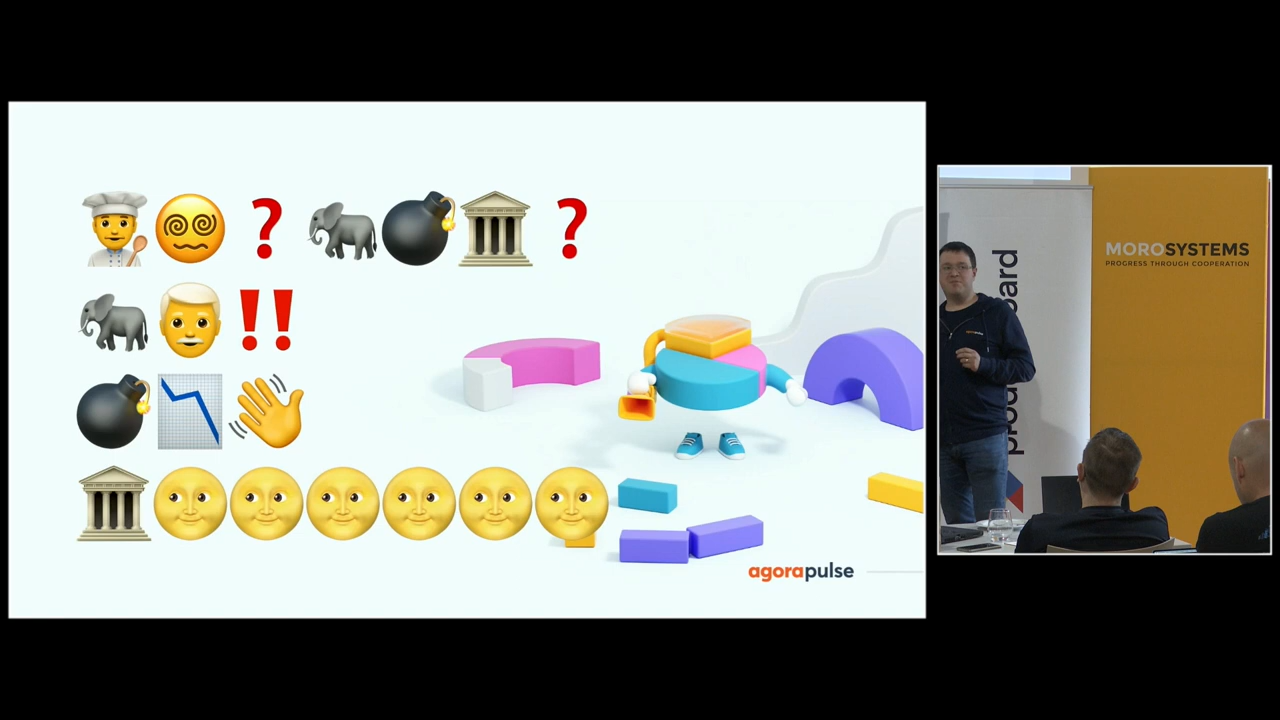 👨‍🍳😵‍💫❓🐘💣🏛️❓
🐘👨‍🦳‼️
💣📉👋
🏛️🌝🌝🌝🌝🌝🌝
agorapulse
MOROSYSTEMS
PROGRESS THROUGH COOPERATION